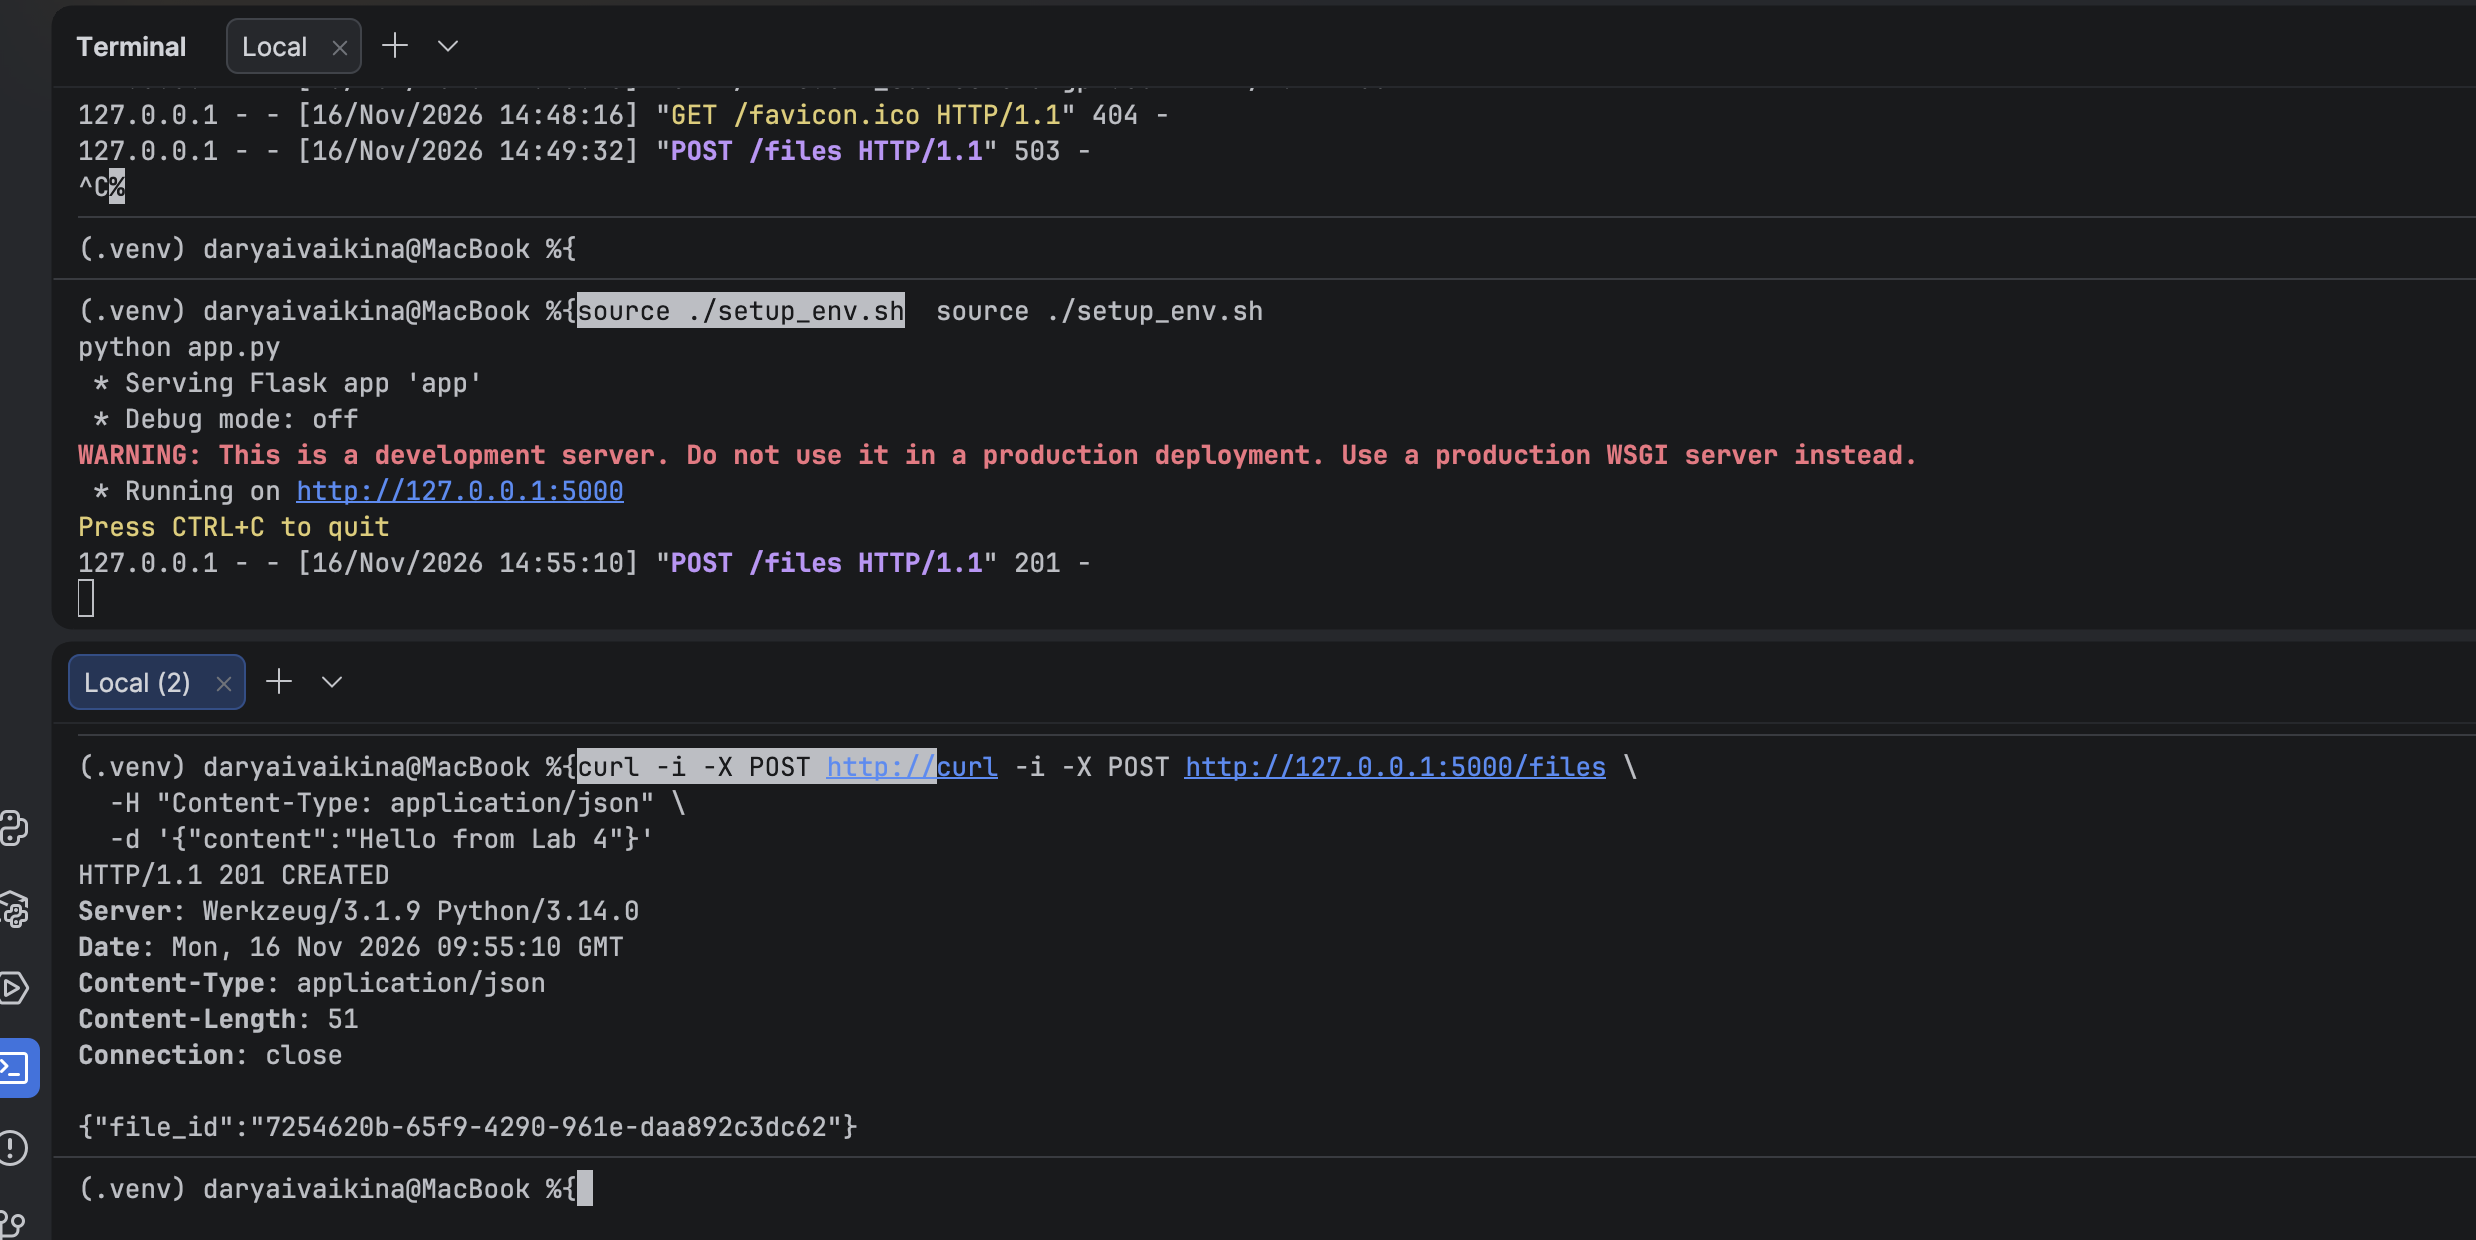 Terminal Local
127.0.0.1 - - [16/Nov/2026 14:48:16] "GET /favicon.ico HTTP/1.1" 404 -
127.0.0.1 - - [16/Nov/2026 14:49:32] "POST /files HTTP/1.1" 503 -
^C%
(.venv) daryaivaikina@MacBook %{
(.venv) daryaivaikina@MacBook %{source ./setup_env.sh  source ./setup_env.sh
python app.py
 * Serving Flask app 'app'
 * Debug mode: off
WARNING: This is a development server. Do not use it in a production deployment. Use a production WSGI server instead.
 * Running on http://127.0.0.1:5000
Press CTRL+C to quit
127.0.0.1 - - [16/Nov/2026 14:55:10] "POST /files HTTP/1.1" 201 -
Local (2)
(.venv) daryaivaikina@MacBook %{curl -i -X POST http://curl -i -X POST http://127.0.0.1:5000/files \
  -H "Content-Type: application/json" \
  -d '{"content":"Hello from Lab 4"}'
HTTP/1.1 201 CREATED
Server: Werkzeug/3.1.9 Python/3.14.0
Date: Mon, 16 Nov 2026 09:55:10 GMT
Content-Type: application/json
Content-Length: 51
Connection: close
{"file_id":"7254620b-65f9-4290-961e-daa892c3dc62"}
(.venv) daryaivaikina@MacBook %{